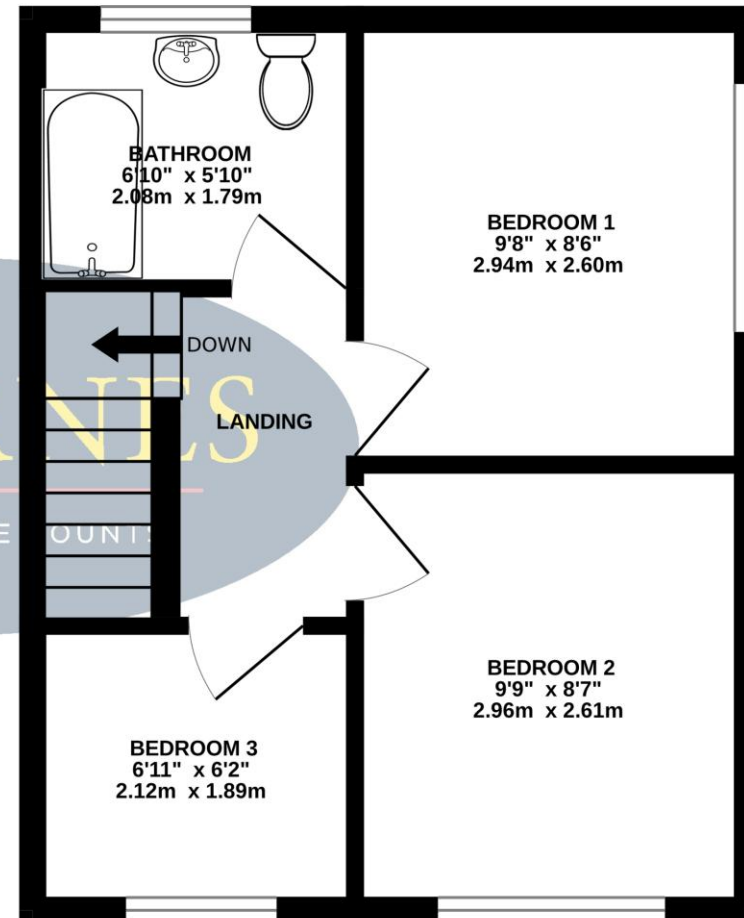 BATHROOM
6'10" x 5'10"
2.08m x 1.79m
BEDROOM 1
9'8" x 8'6"
2.94m x 2.60m
DOWN
LANDING
BEDROOM 2
9'9" x 8'7"
2.96m x 2.61m
BEDROOM 3
6'11" x 6'2"
2.12m x 1.89m